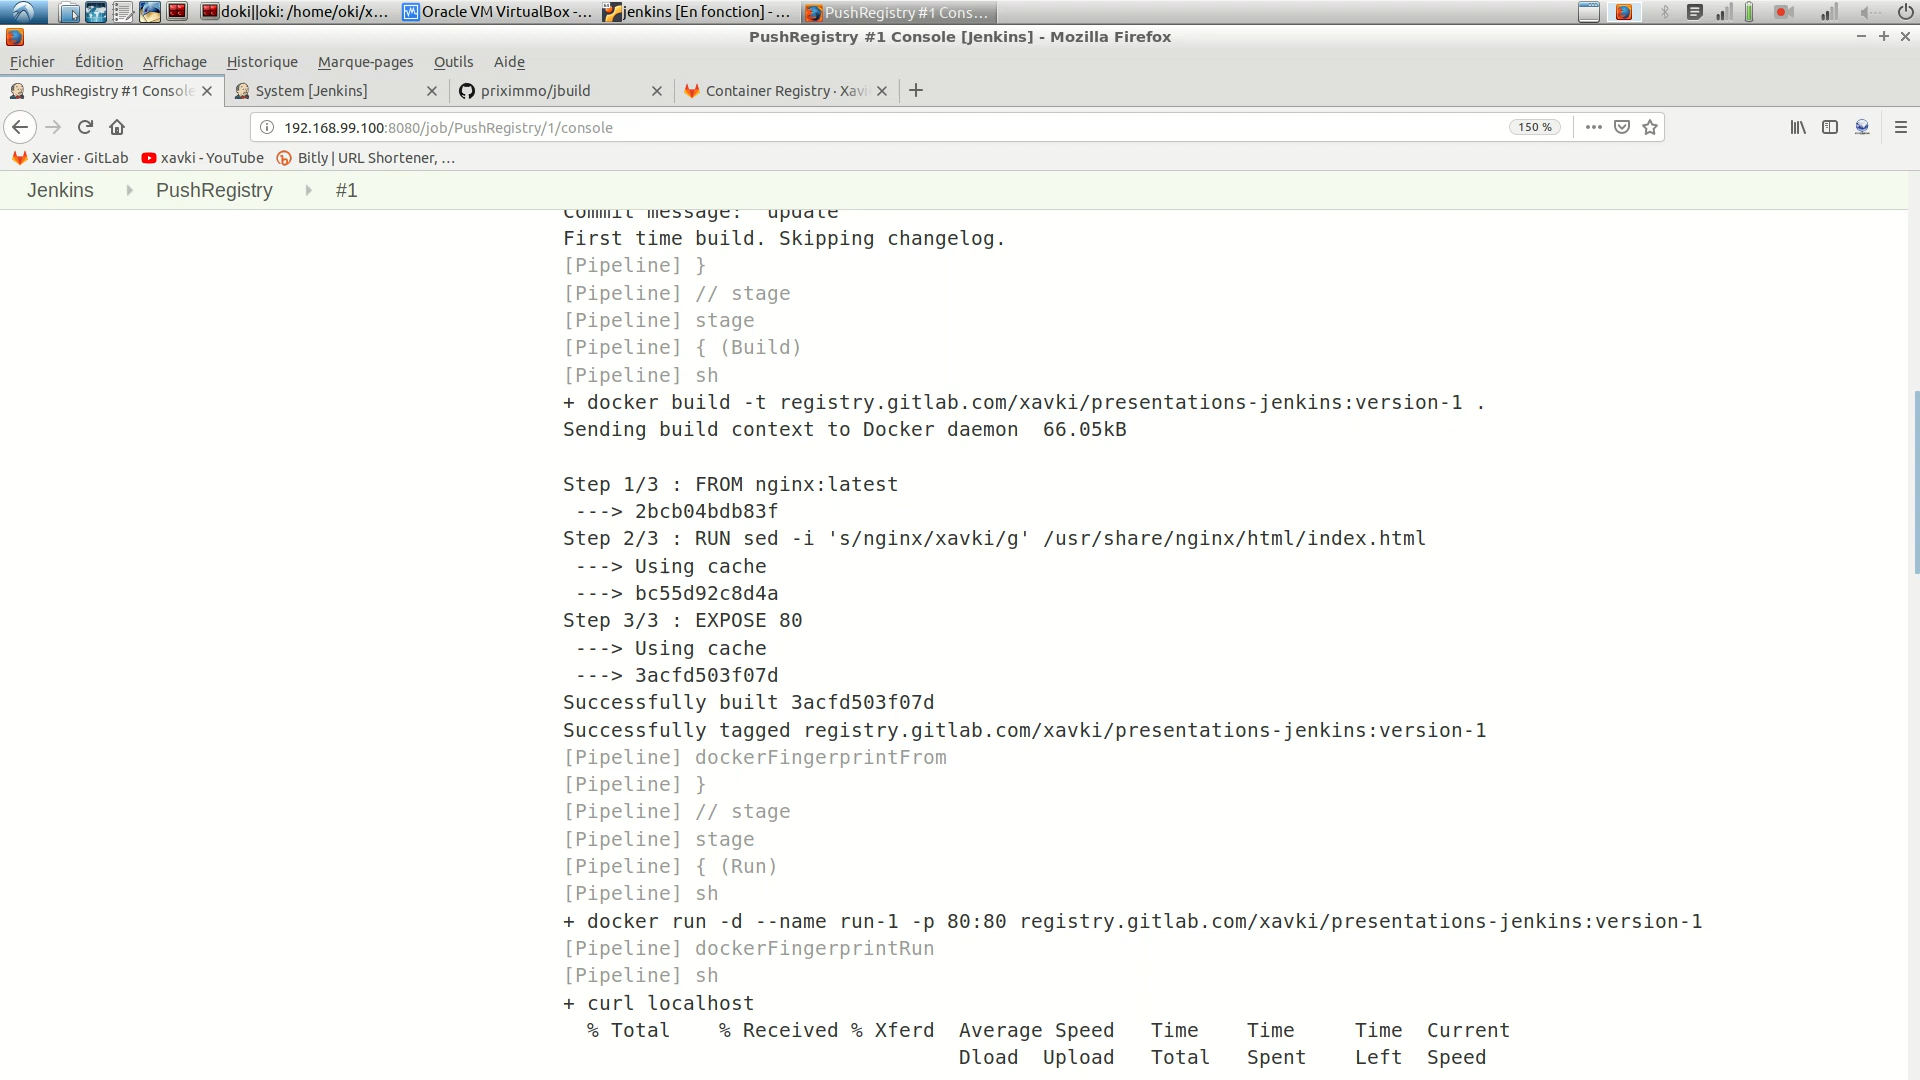 doki||oki: /home/oki/x...
Oracle VM VirtualBox -...
jenkins [En fonction] - ...
PushRegistry #1 Cons...
PushRegistry #1 Console [Jenkins] - Mozilla Firefox
Fichier Édition Affichage Historique Marque-pages Outils Aide
PushRegistry #1 Console
System [Jenkins]
priximmo/jbuild
Container Registry · Xavi
192.168.99.100:8080/job/PushRegistry/1/console
150 %
Xavier · GitLab
xavki - YouTube
Bitly | URL Shortener, ...
Jenkins PushRegistry #1
Commit message: "update"
First time build. Skipping changelog.
[Pipeline] }
[Pipeline] // stage
[Pipeline] stage
[Pipeline] { (Build)
[Pipeline] sh
+ docker build -t registry.gitlab.com/xavki/presentations-jenkins:version-1 .
Sending build context to Docker daemon  66.05kB
Step 1/3 : FROM nginx:latest
---> 2bcb04bdb83f
Step 2/3 : RUN sed -i 's/nginx/xavki/g' /usr/share/nginx/html/index.html
---> Using cache
---> bc55d92c8d4a
Step 3/3 : EXPOSE 80
---> Using cache
---> 3acfd503f07d
Successfully built 3acfd503f07d
Successfully tagged registry.gitlab.com/xavki/presentations-jenkins:version-1
[Pipeline] dockerFingerprintFrom
[Pipeline] }
[Pipeline] // stage
[Pipeline] stage
[Pipeline] { (Run)
[Pipeline] sh
+ docker run -d --name run-1 -p 80:80 registry.gitlab.com/xavki/presentations-jenkins:version-1
[Pipeline] dockerFingerprintRun
[Pipeline] sh
+ curl localhost
% Total    % Received % Xferd  Average Speed   Time    Time     Time  Current
Dload  Upload   Total   Spent    Left  Speed